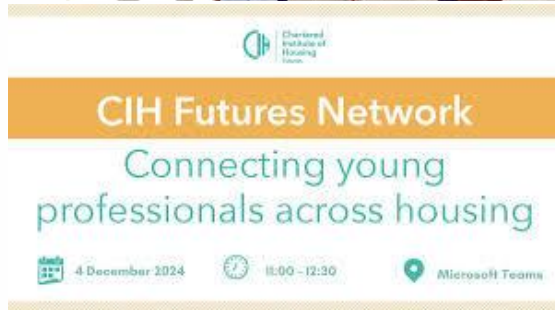 Chartered
Institute of
Housing
CIH Futures Network
Connecting young
professionals across housing
4 December 2024
11:00 - 12:30
Microsoft Teams